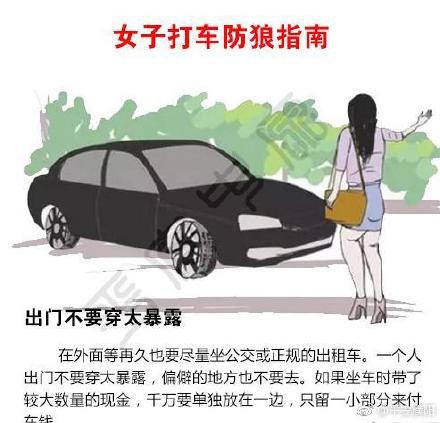 女子打车防狼指南
出门不要穿太暴露
在外面等再久也要尽量坐公交或正规的出租车。一个人
出门不要穿太暴露，偏僻的地方也不要去。如果坐车时带了
较大数量的现金，千万要单独放在一边，只留一小部分来付
车钱